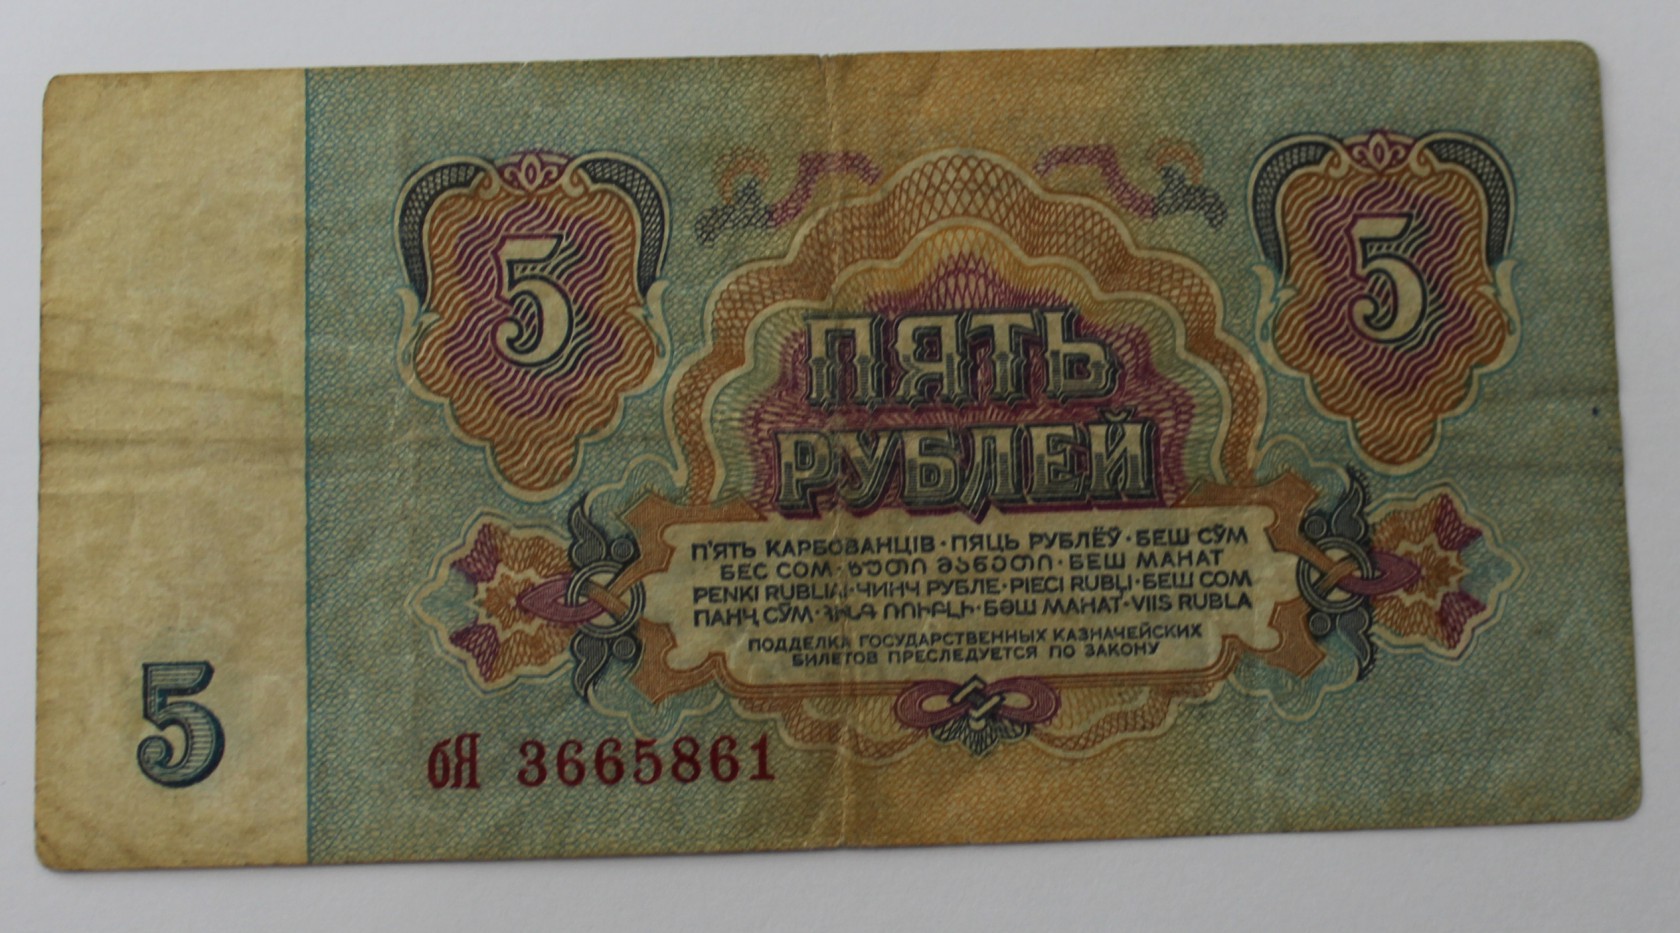 5
5
ПЯТЬ
РУБЛЕЙ
П'ЯТЬ КАРБОВАНЦІВ·ПЯЦЬ РУБЛЁЎ·БЕШ СЎМ
БЕС СОМ·ხუთი მანეთი·БЕШ МАНАТ
PENKI RUBLIAI·ЧИНЧ РУБЛЕ·PIECI RUBĻI·БЕШ СОМ
ПАНҶ СЎМ·ՀԻՆԳ ՌՈՒԲԼԻ·БӘШ МАНАТ·VIIS RUBLA
ПОДДЕЛКА ГОСУДАРСТВЕННЫХ КАЗНАЧЕЙСКИХ
БИЛЕТОВ ПРЕСЛЕДУЕТСЯ ПО ЗАКОНУ
5
бЯ 3665861